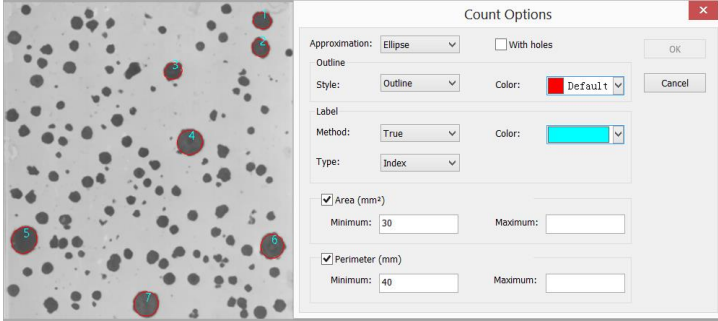 1
2
3
4
5
6
7
Count Options
×
Approximation: Ellipse With holes OK
Outline
Style: Outline Color: Default Cancel
Label
Method: True Color:
Type: Index
Area (mm²)
Minimum: 30 Maximum:
Perimeter (mm)
Minimum: 40 Maximum: